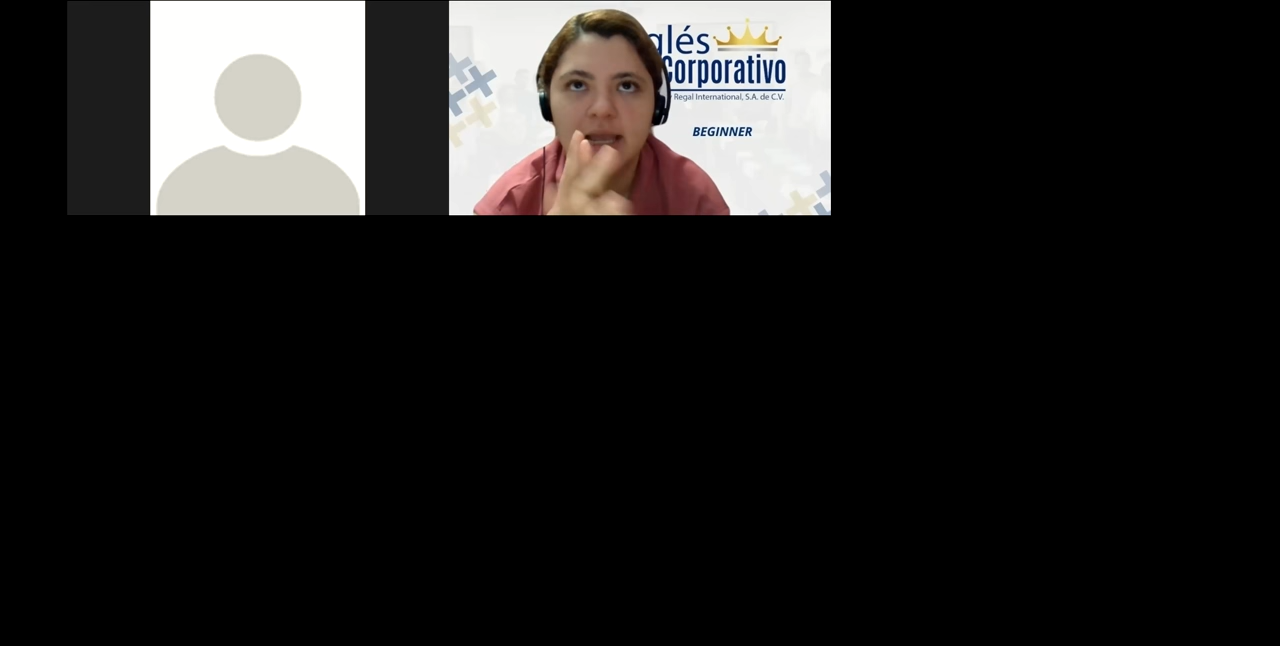 glés
Corporativo
Regal International, S.A. de C.V.
BEGINNER